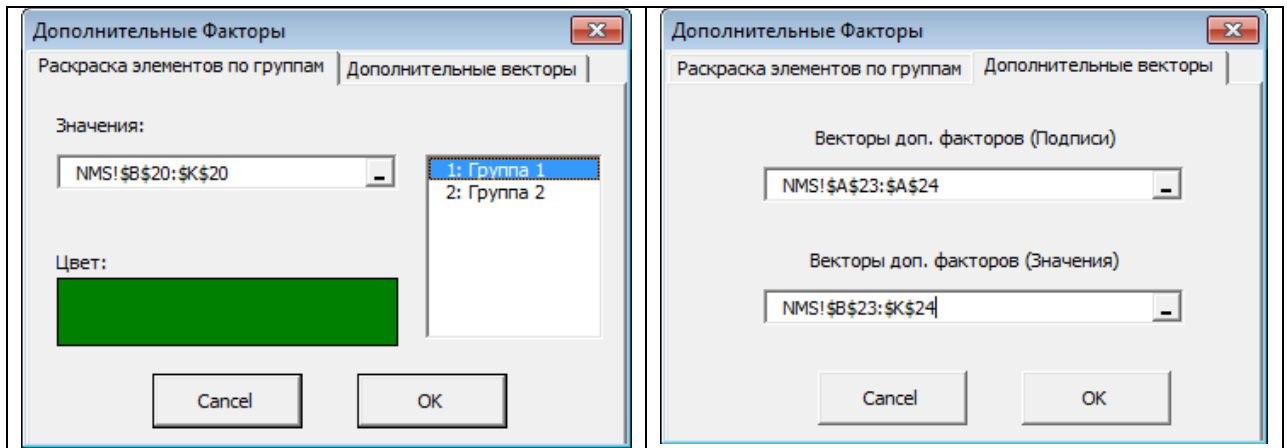 Дополнительные Факторы
Раскраска элементов по группам Дополнительные векторы
Значения:
NMS!$B$20:$K$20
1: Группа 1
2: Группа 2
Цвет:
Cancel OK
Дополнительные Факторы
Раскраска элементов по группам Дополнительные векторы
Векторы доп. факторов (Подписи)
NMS!$A$23:$A$24
Векторы доп. факторов (Значения)
NMS!$B$23:$K$24
Cancel OK